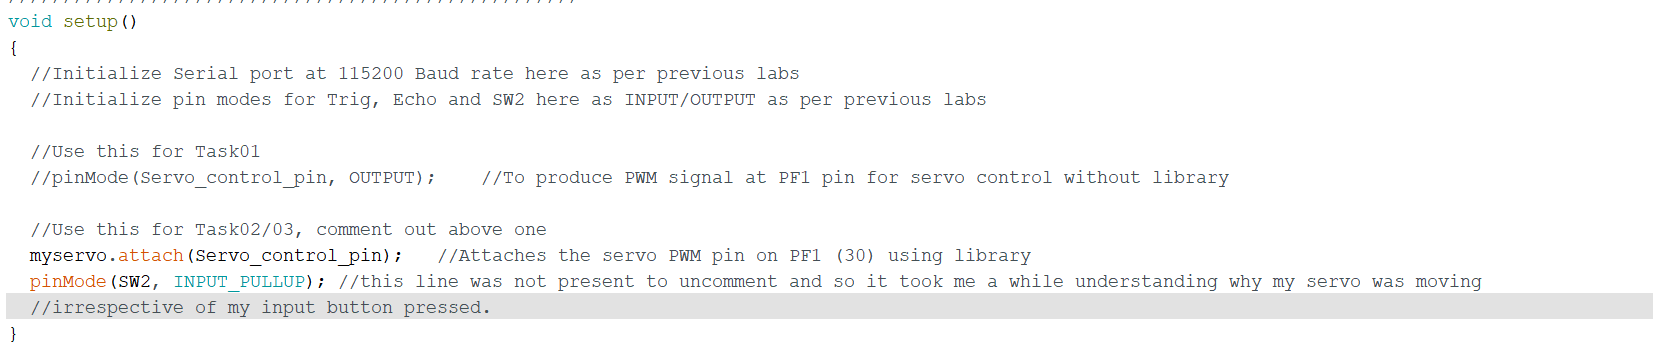 void setup()
{
//Initialize Serial port at 115200 Baud rate here as per previous labs
//Initialize pin modes for Trig, Echo and SW2 here as INPUT/OUTPUT as per previous labs
//Use this for Task01
//pinMode(Servo_control_pin, OUTPUT);    //To produce PWM signal at PF1 pin for servo control without library
//Use this for Task02/03, comment out above one
myservo.attach(Servo_control_pin);   //Attaches the servo PWM pin on PF1 (30) using library
pinMode(SW2, INPUT_PULLUP); //this line was not present to uncomment and so it took me a while understanding why my servo was moving
//irrespective of my input button pressed.
}